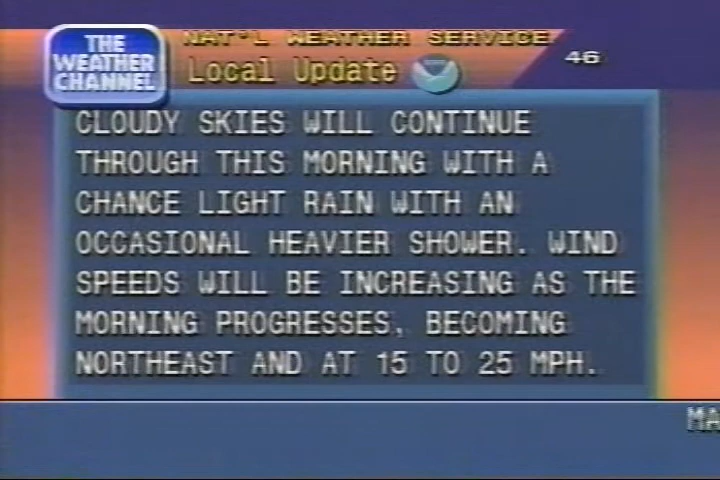 THE
WEATHER
CHANNEL
NAT'L WEATHER SERVICE
Local Update
46
CLOUDY SKIES WILL CONTINUE
THROUGH THIS MORNING WITH A
CHANCE LIGHT RAIN WITH AN
OCCASIONAL HEAVIER SHOWER. WIND
SPEEDS WILL BE INCREASING AS THE
MORNING PROGRESSES, BECOMING
NORTHEAST AND AT 15 TO 25 MPH.
MA